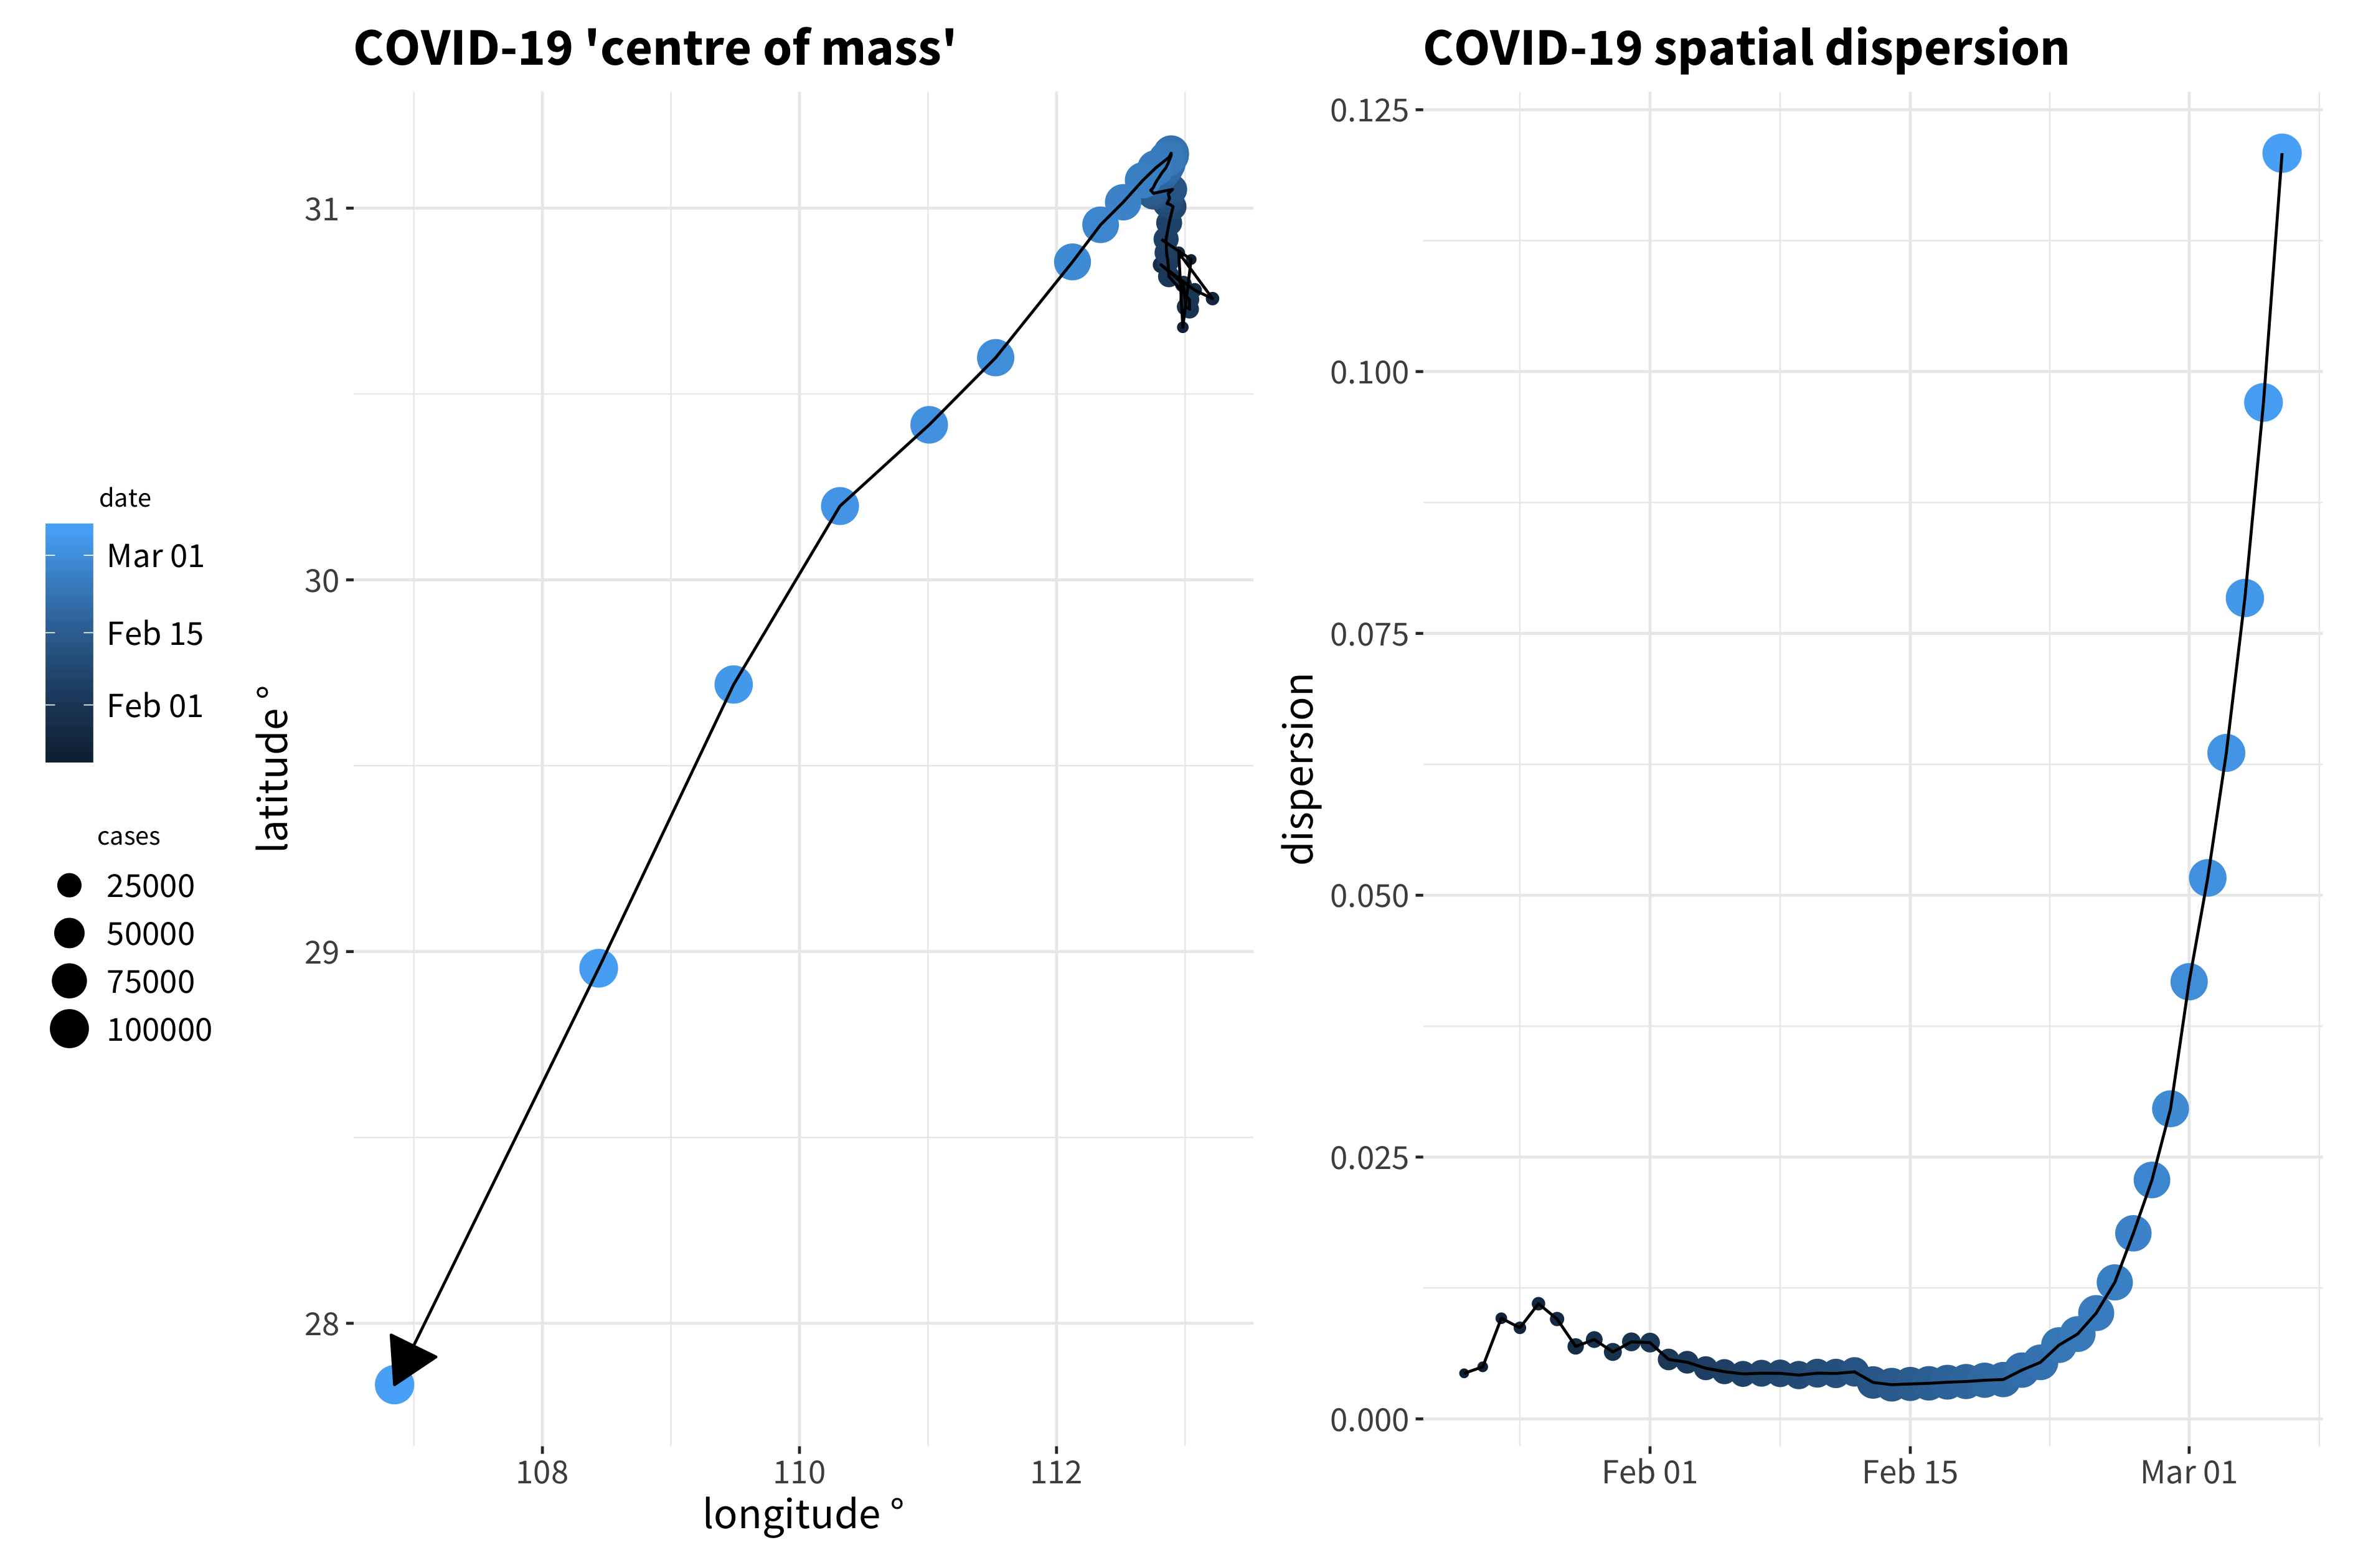 COVID-19 'centre of mass'
COVID-19 spatial dispersion
date
Mar 01
Feb 15
Feb 01
cases
25000
50000
75000
100000
latitude °
31
30
29
28
108
110
112
longitude °
dispersion
0.125
0.100
0.075
0.050
0.025
0.000
Feb 01
Feb 15
Mar 01